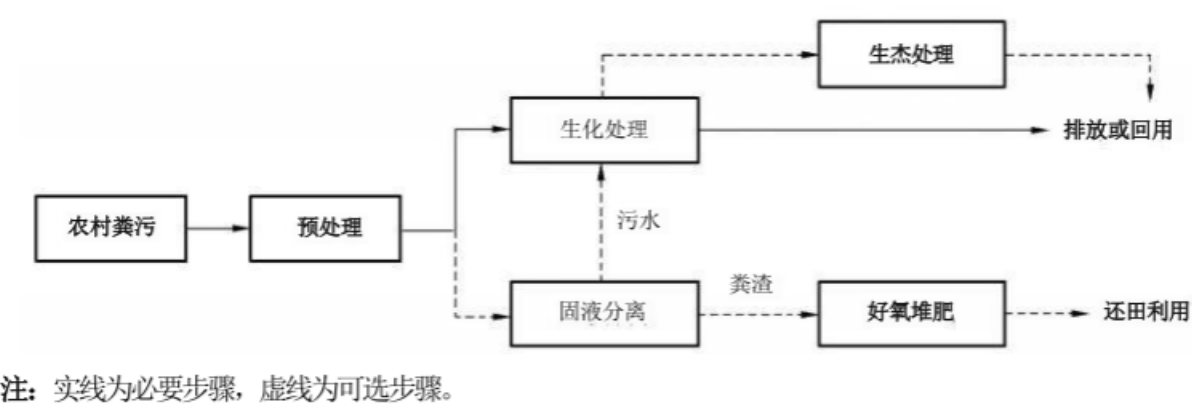 生杰处理
生化处理
排放或回用
农村粪污
预处理
污水
粪渣
固液分离
好氧堆肥
还田利用
注：实线为必要步骤，虚线为可选步骤。